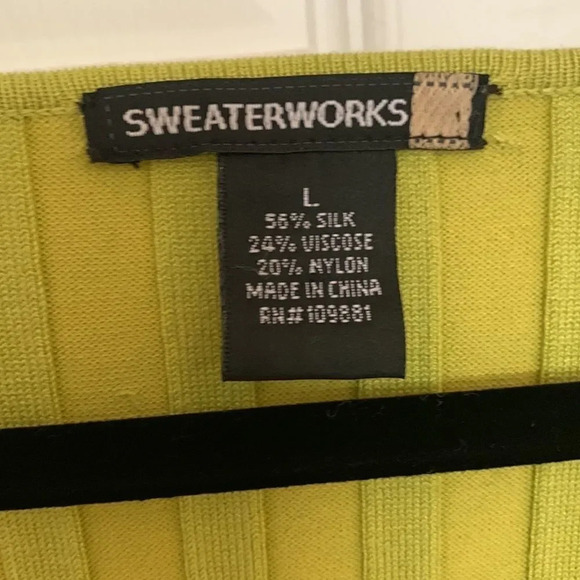 SWEATERWORKS
L
56% SILK
24% VISCOSE
20% NYLON
MADE IN CHINA
RN#109881